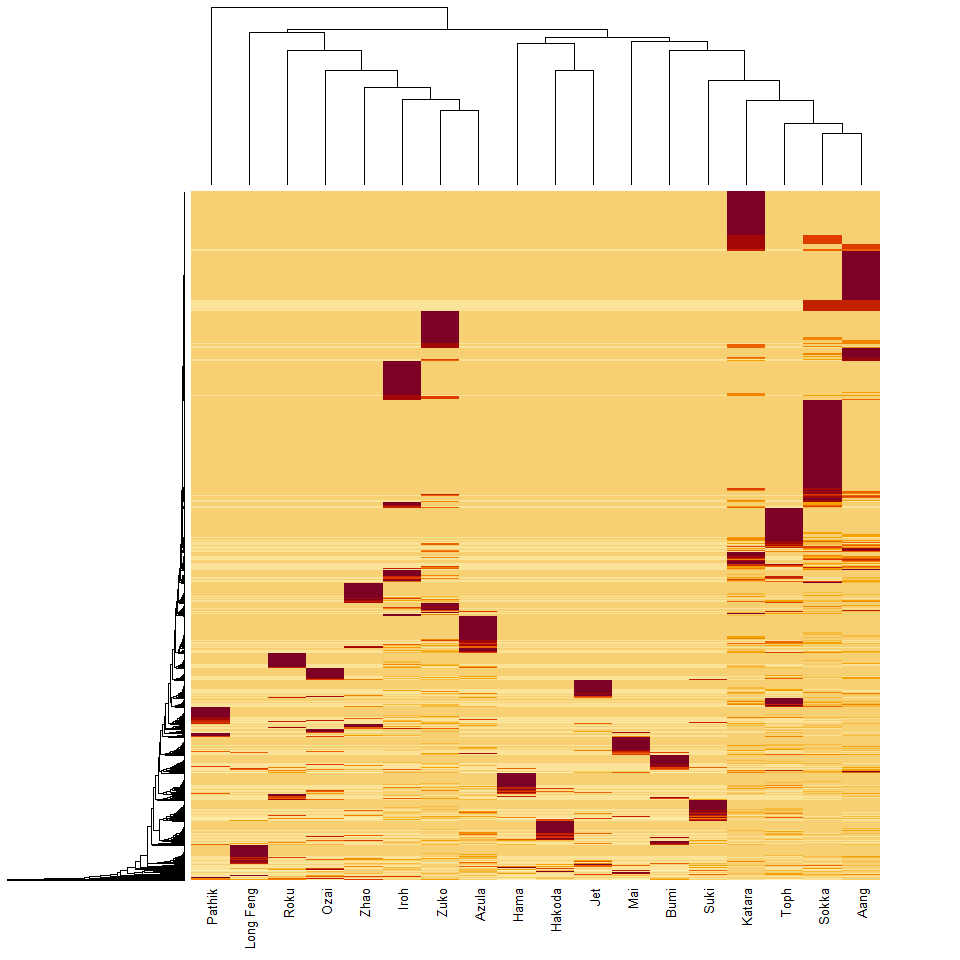 Pathik
Long Feng
Roku
Ozai
Zhao
Iroh
Zuko
Azula
Hama
Hakoda
Jet
Mai
Bumi
Suki
Katara
Toph
Sokka
Aang